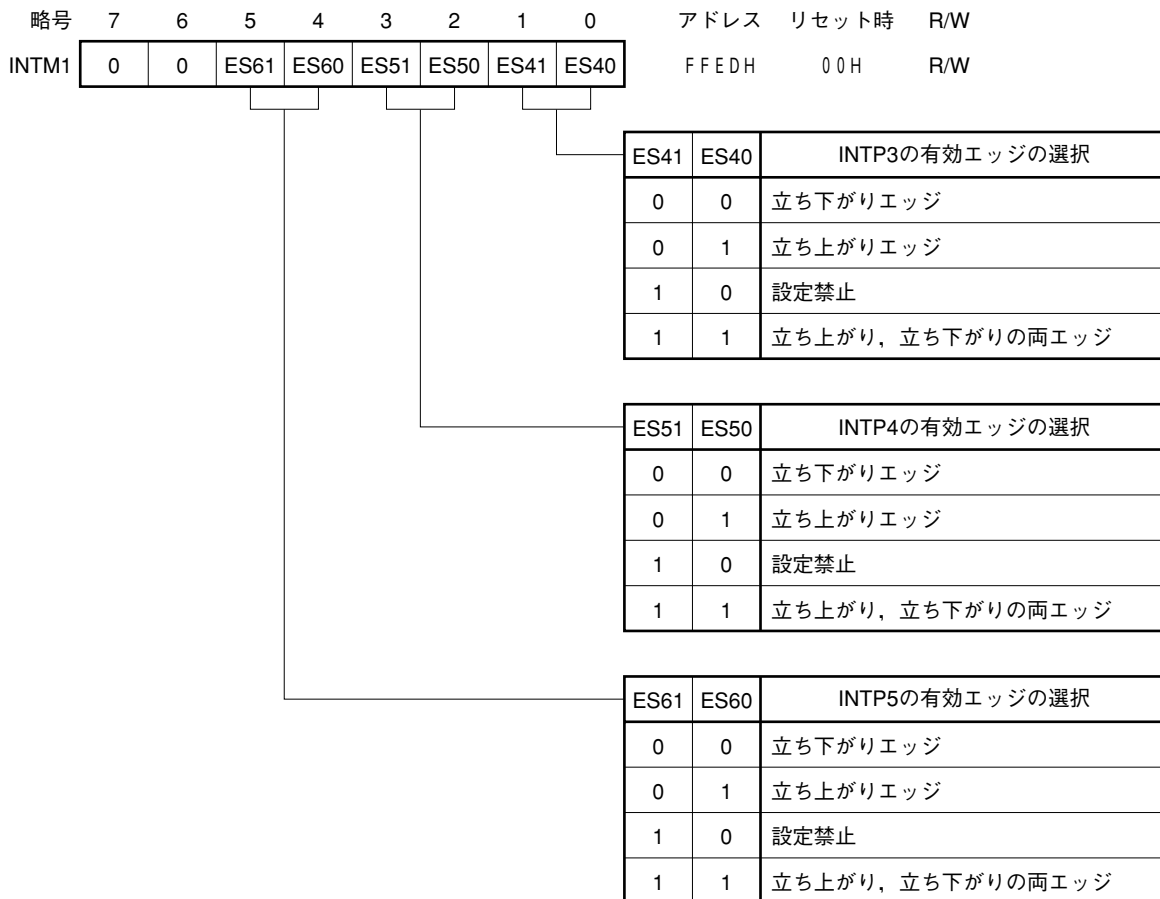 略号 7 6 5 4 3 2 1 0 アドレス リセット時 R/W
INTM1 0 0 ES61 ES60 ES51 ES50 ES41 ES40 FFEDH 00H R/W
ES41 ES40 INTP3の有効エッジの選択
0 0 立ち下がりエッジ
0 1 立ち上がりエッジ
1 0 設定禁止
1 1 立ち上がり，立ち下がりの両エッジ
ES51 ES50 INTP4の有効エッジの選択
0 0 立ち下がりエッジ
0 1 立ち上がりエッジ
1 0 設定禁止
1 1 立ち上がり，立ち下がりの両エッジ
ES61 ES60 INTP5の有効エッジの選択
0 0 立ち下がりエッジ
0 1 立ち上がりエッジ
1 0 設定禁止
1 1 立ち上がり，立ち下がりの両エッジ